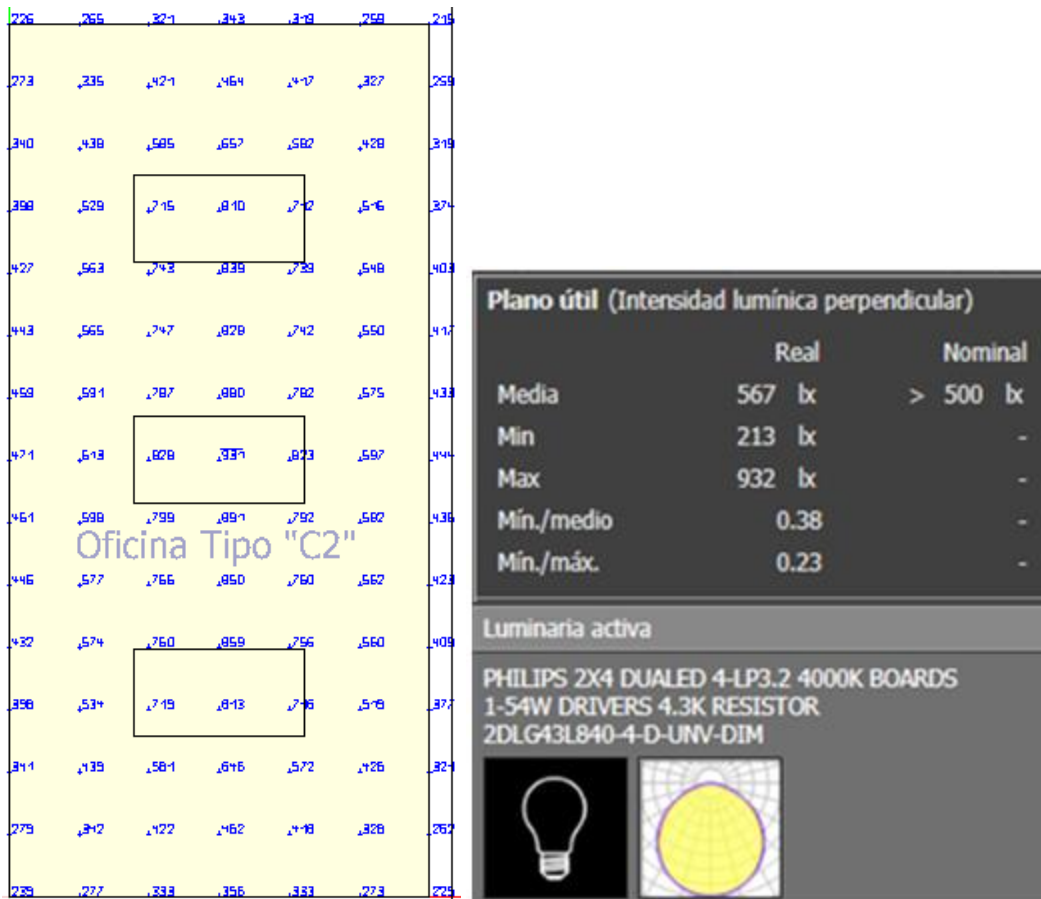 226 265 321 343 319 259 215
273 335 421 464 417 327 259
340 438 585 657 582 428 319
398 529 715 810 712 516 374
427 563 743 839 739 548 403
443 565 747 828 742 550 417
459 591 787 880 782 575 433
471 613 828 931 823 597 444
461 598 799 891 792 582 436
Oficina Tipo "C2"
446 577 766 850 760 562 423
432 574 760 859 756 560 409
398 534 719 813 716 519 377
341 439 581 646 572 426 321
279 342 422 462 418 328 262
239 277 333 356 333 273 225
Plano útil (Intensidad lumínica perpendicular)
Real Nominal
Media 567 lx > 500 lx
Min 213 lx -
Max 932 lx -
Mín./medio 0.38 -
Mín./máx. 0.23 -
Luminaria activa
PHILIPS 2X4 DUALED 4-LP3.2 4000K BOARDS
1-54W DRIVERS 4.3K RESISTOR
2DLG43L840-4-D-UNV-DIM